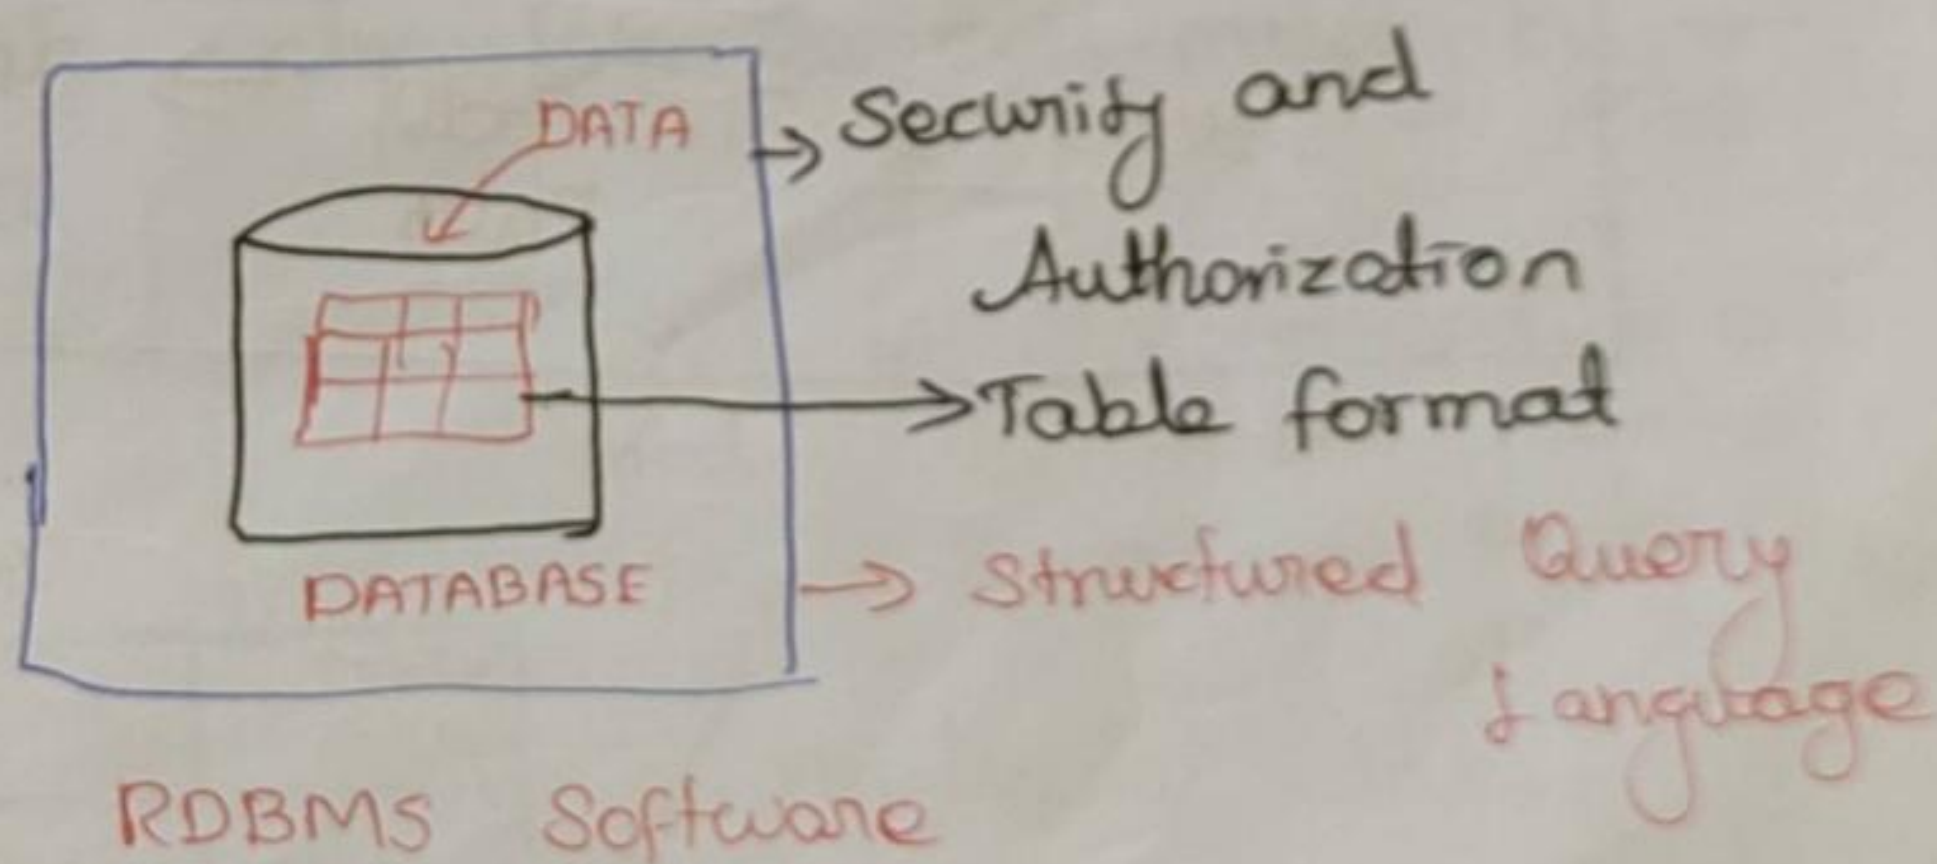 DATA
Security and
Authorization
Table format
DATABASE
Structured Query
Language
RDBMS Software